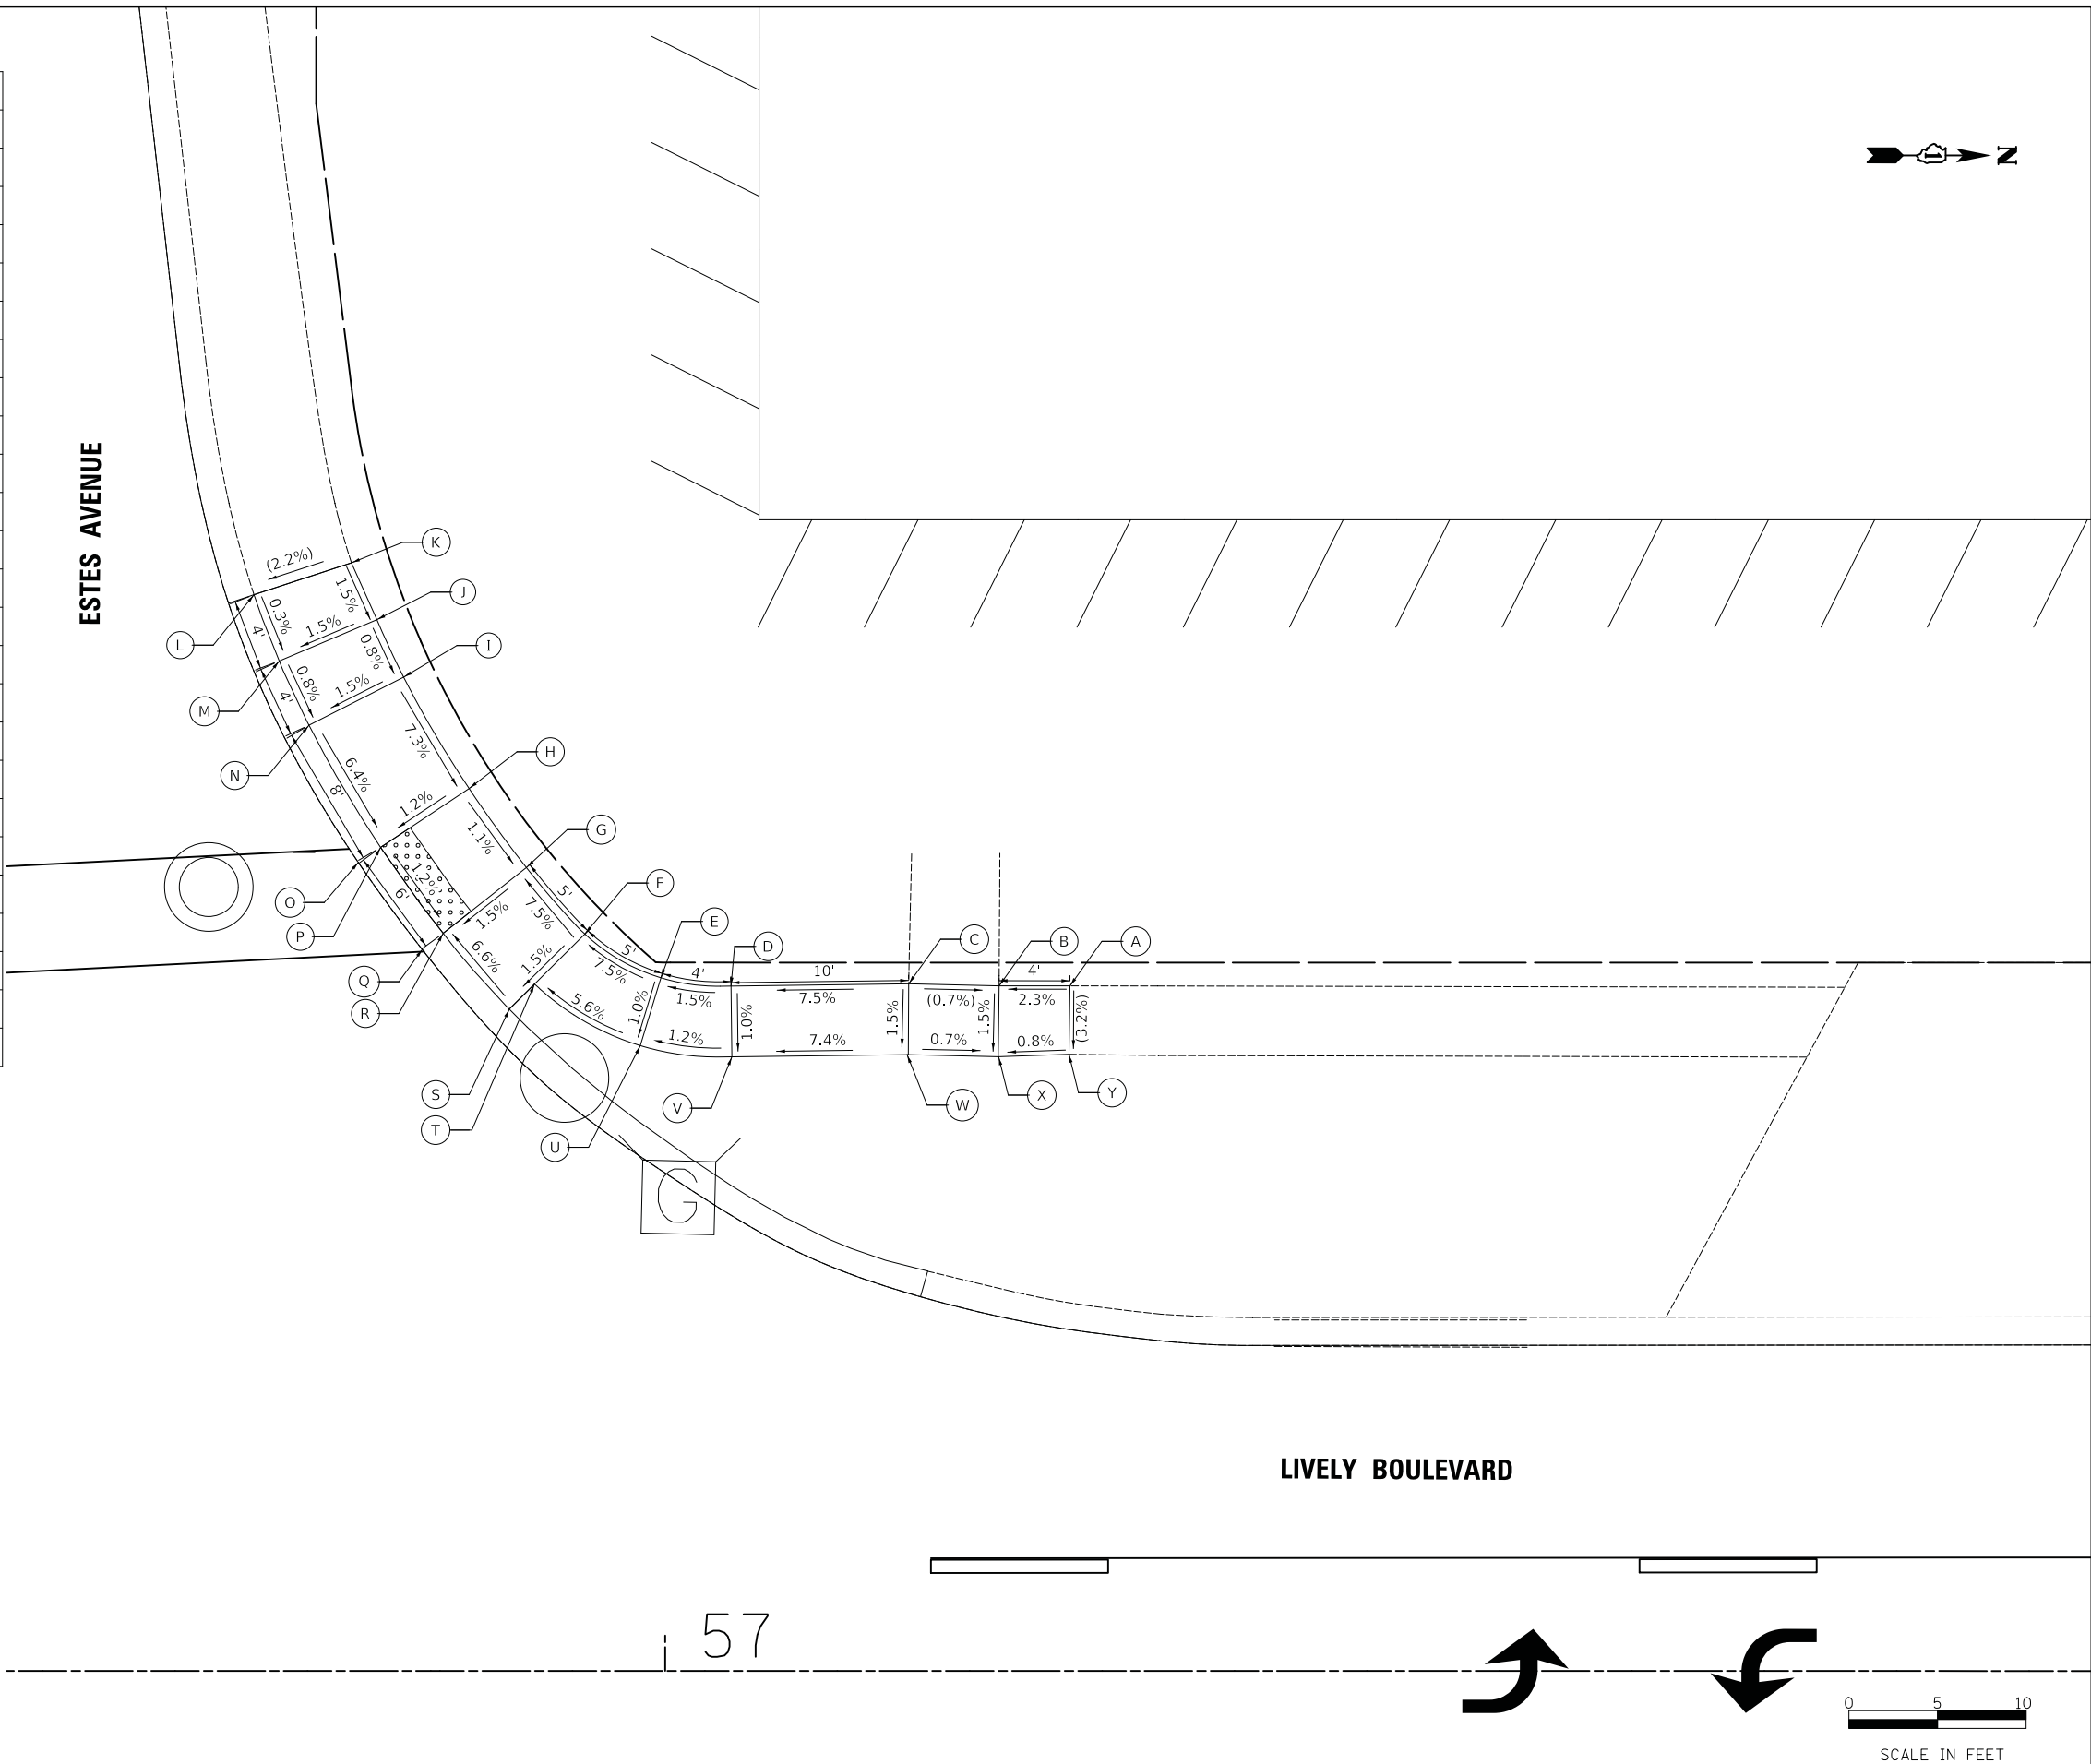 N
ESTES AVENUE
K
(2.2%)
1.5%
J
0.3%
4'
1.5%
0.8%
L
I
0.8%
1.5%
4'
M
7.3%
H
N
6.4%
8'
1.2%
1.1%
G
1.2%
6'
5'
F
O
1.5%
7.5%
E
P
6.6%
1.5%
5'
7.5%
D
C
B
A
4'
10'
4'
Q
R
5.6%
1.0%
1.5%
1.0%
7.5%
1.5%
(0.7%)
1.5%
2.3%
(3.2%)
1.2%
7.4%
0.7%
0.8%
S
T
U
V
W
X
Y
G
LIVELY BOULEVARD
57
0 5 10
SCALE IN FEET